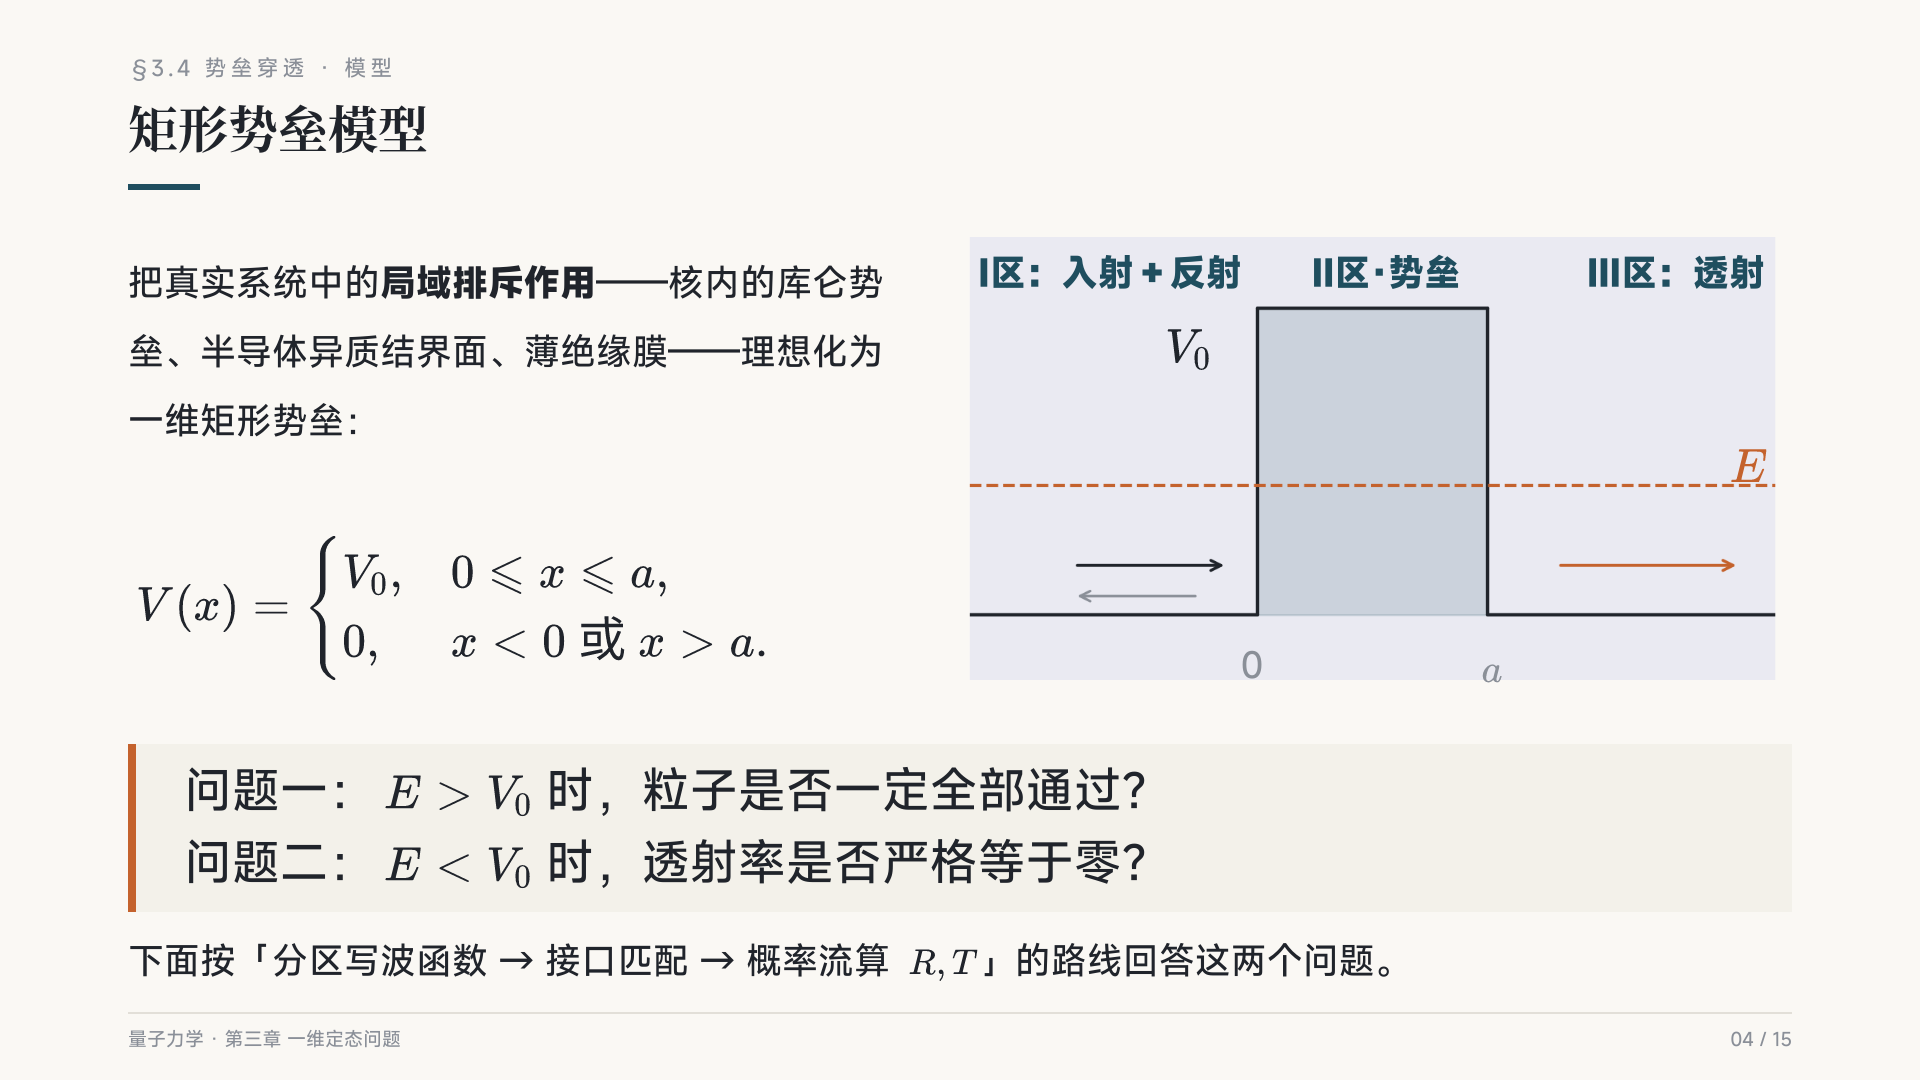 §3.4 势垒穿透 · 模型
矩形势垒模型
把真实系统中的局域排斥作用——核内的库仑势
垒、半导体异质结界面、薄绝缘膜——理想化为
一维矩形势垒：
V(x) = { V₀, 0 ⩽ x ⩽ a,
0, x < 0 或 x > a.
I区：入射 + 反射 II区·势垒 III区：透射
V₀
E
0 a
问题一： E > V₀ 时，粒子是否一定全部通过？
问题二： E < V₀ 时，透射率是否严格等于零？
下面按「分区写波函数 → 接口匹配 → 概率流算 R, T」的路线回答这两个问题。
量子力学 · 第三章 一维定态问题
04 / 15